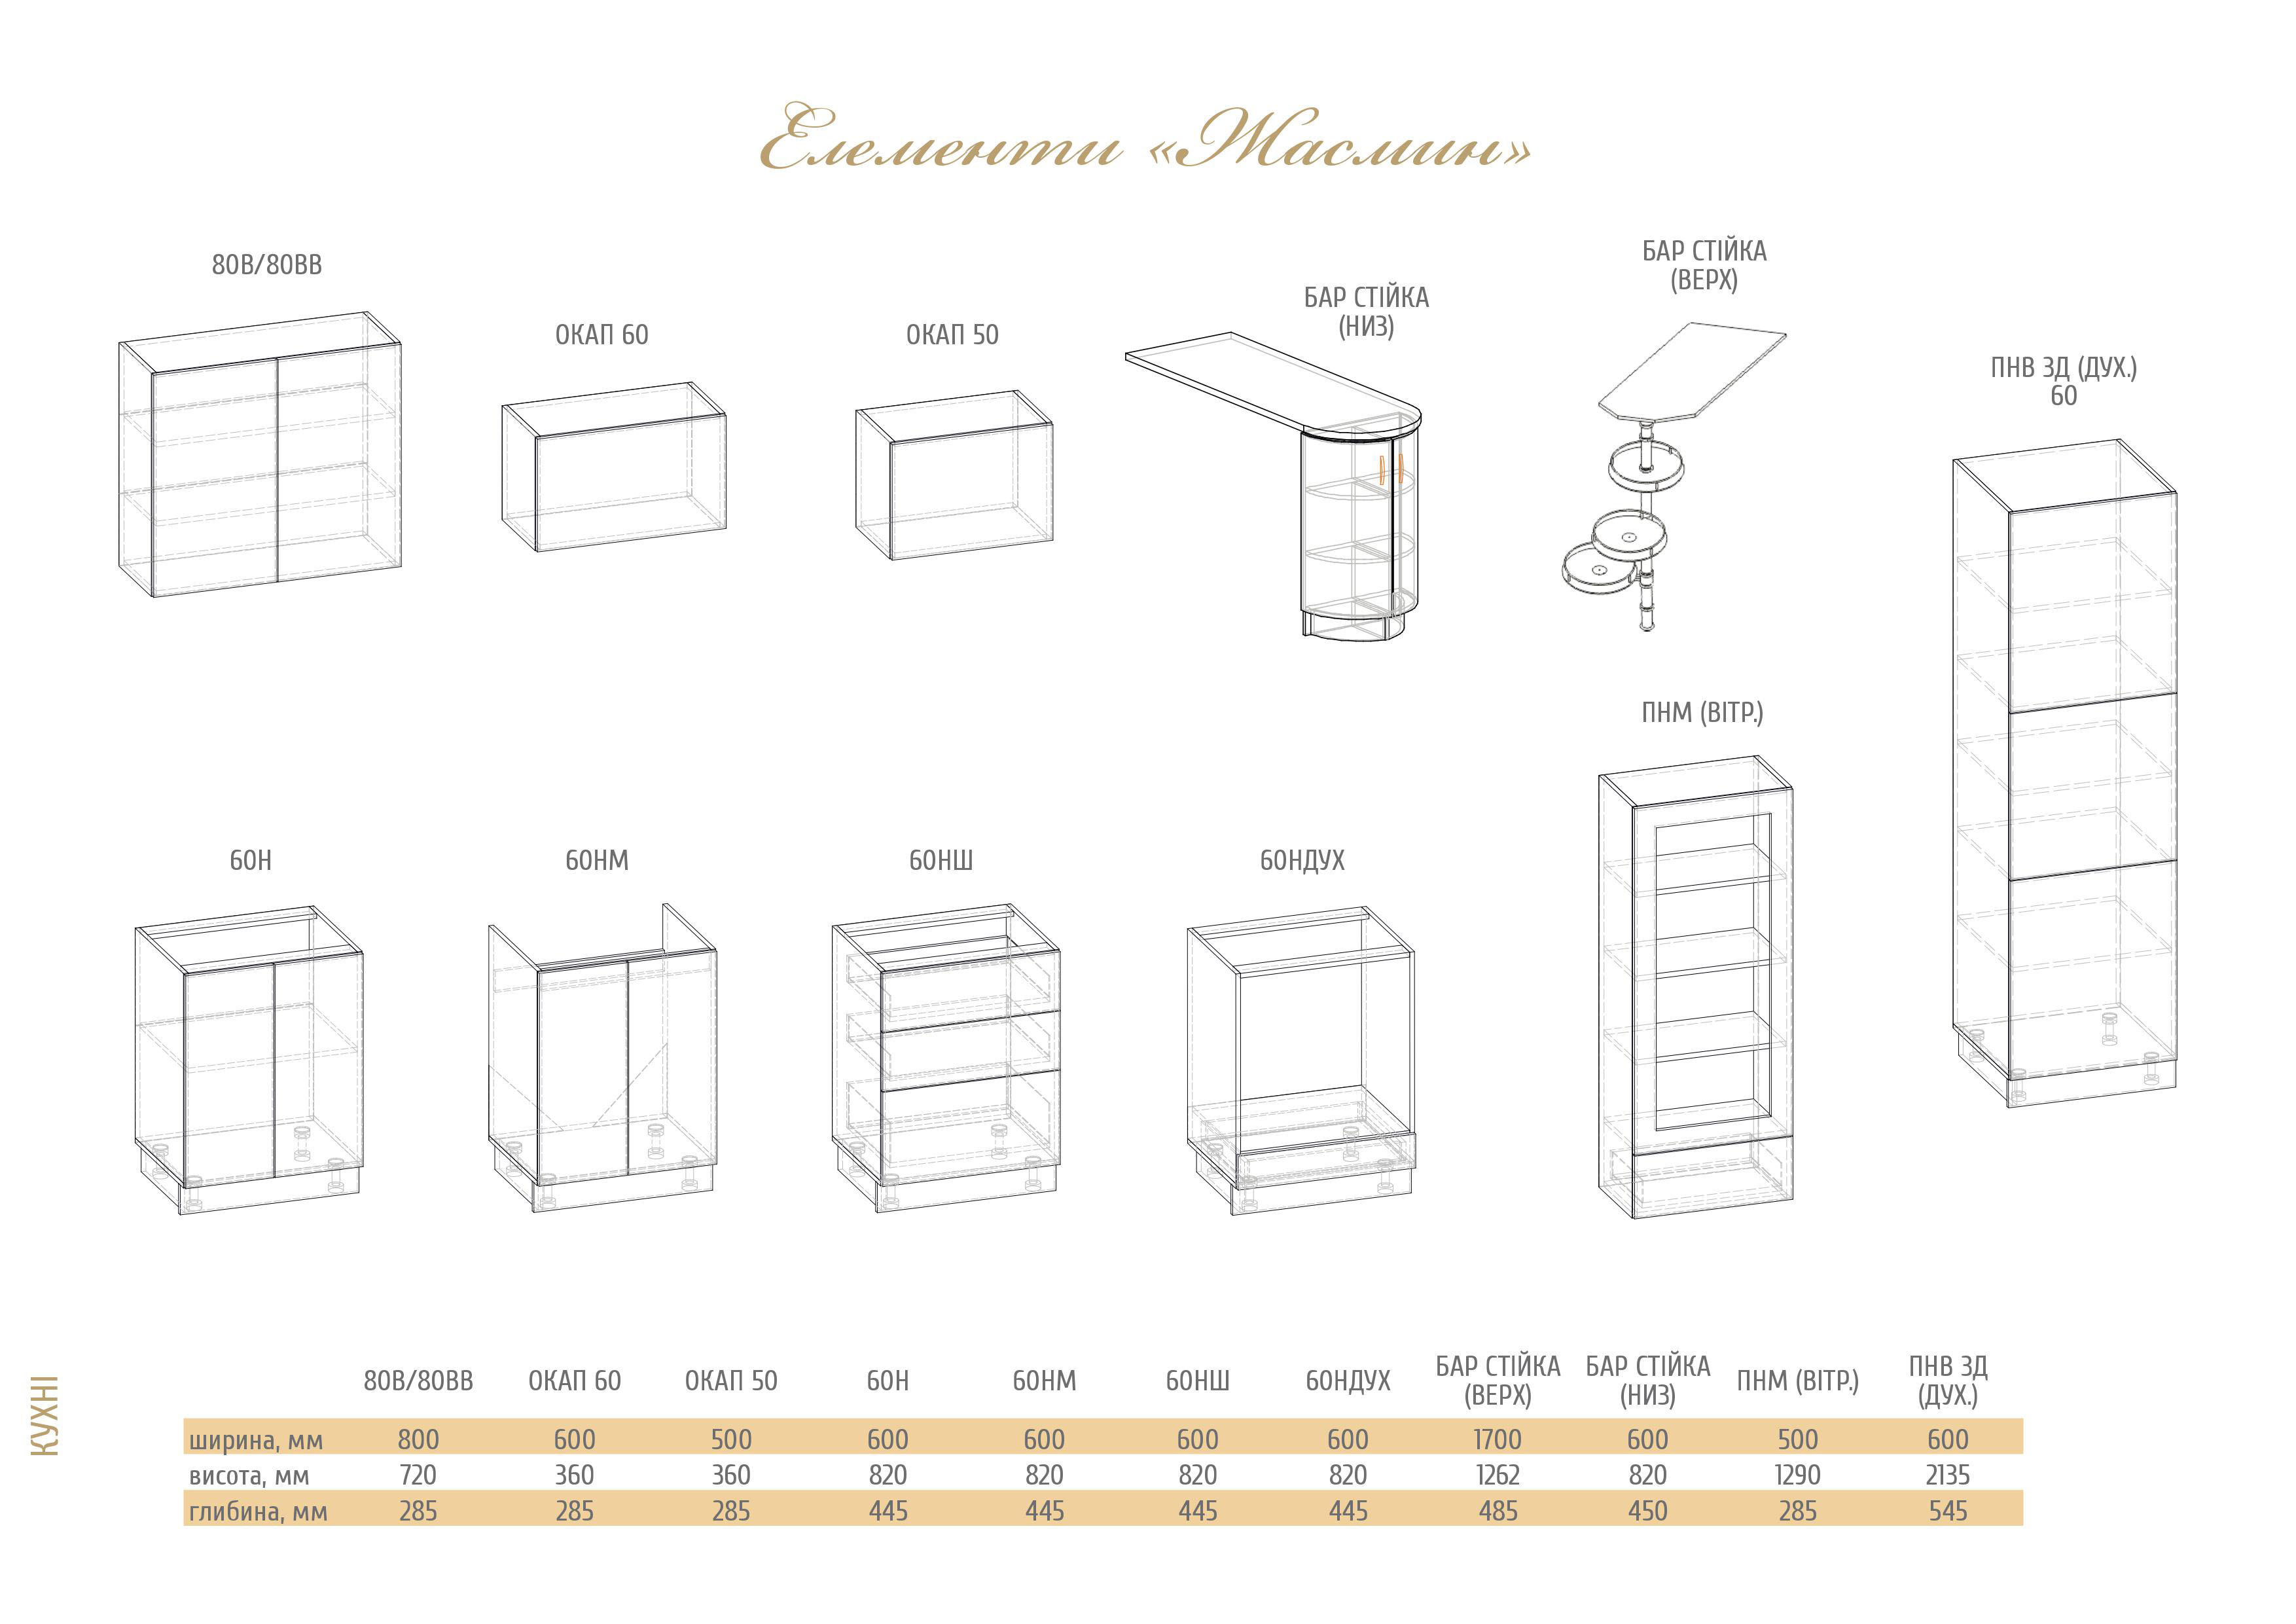 Елементи «Жасмин»
80В/80ВВ
ОКАП 60
ОКАП 50
БАР СТІЙКА
(НИЗ)
БАР СТІЙКА
(ВЕРХ)
ПНВ 3Д (ДУХ.)
60
ПНМ (ВІТР.)
60Н
60НМ
60НШ
60НДУХ
КУХНІ
80В/80ВВ ОКАП 60 ОКАП 50 60Н 60НМ 60НШ 60НДУХ БАР СТІЙКА (ВЕРХ) БАР СТІЙКА (НИЗ) ПНМ (ВІТР.) ПНВ 3Д (ДУХ.)
ширина, мм 800 600 500 600 600 600 600 1700 600 500 600
висота, мм 720 360 360 820 820 820 820 1262 820 1290 2135
глибина, мм 285 285 285 445 445 445 445 485 450 285 545